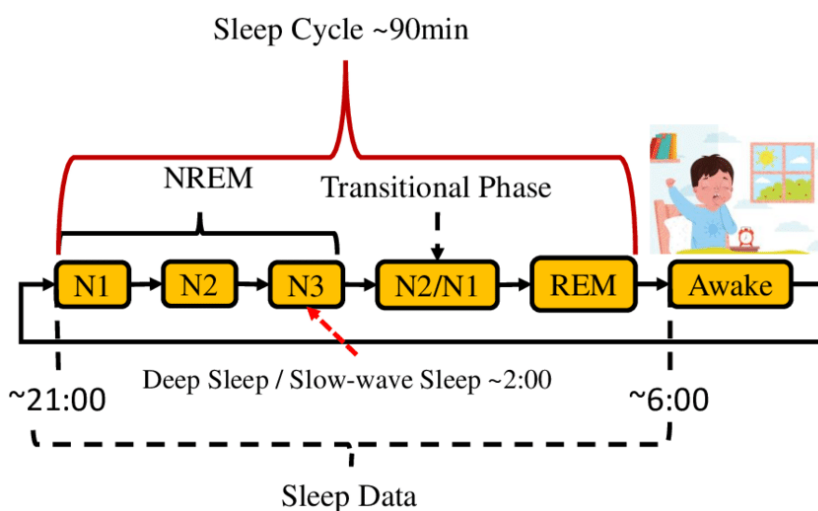 Sleep Cycle ~90min
NREM
Transitional Phase
N1
N2
N3
N2/N1
REM
Awake
Deep Sleep / Slow-wave Sleep ~2:00
~21:00
~6:00
Sleep Data